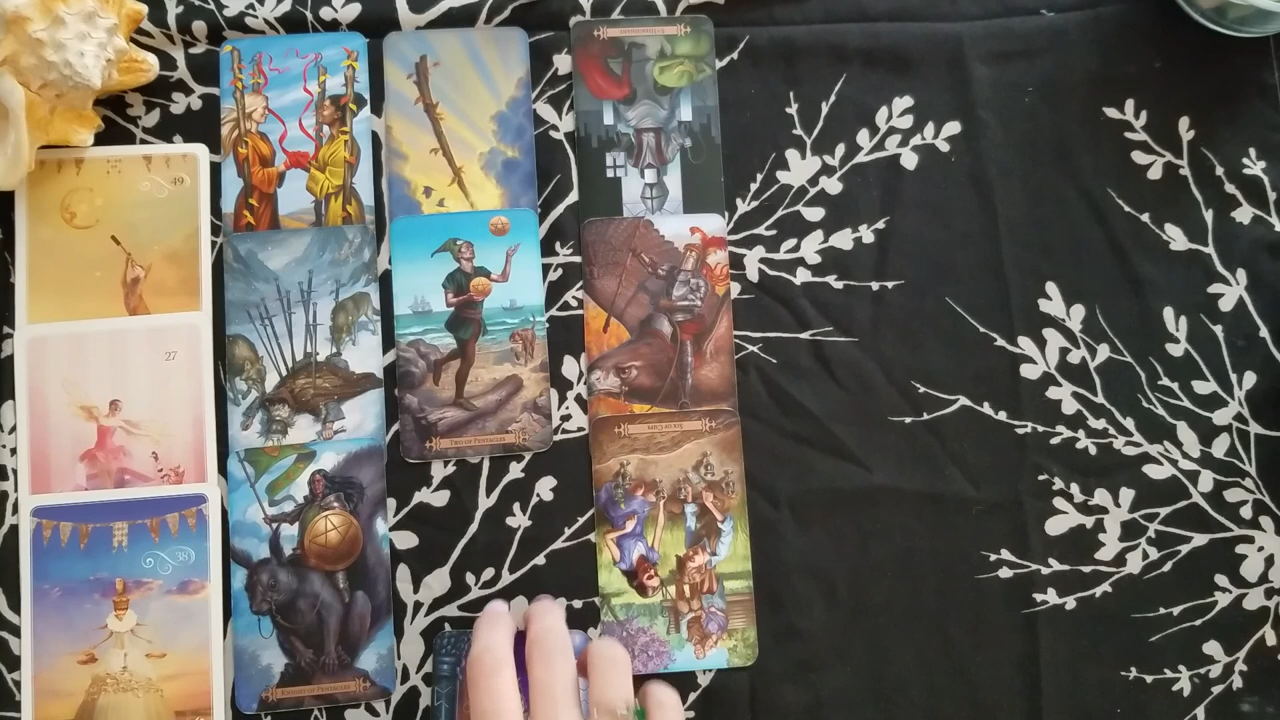 49
27
38
KNIGHT OF PENTACLES
TWO OF PENTACLES
SIX OF CUPS